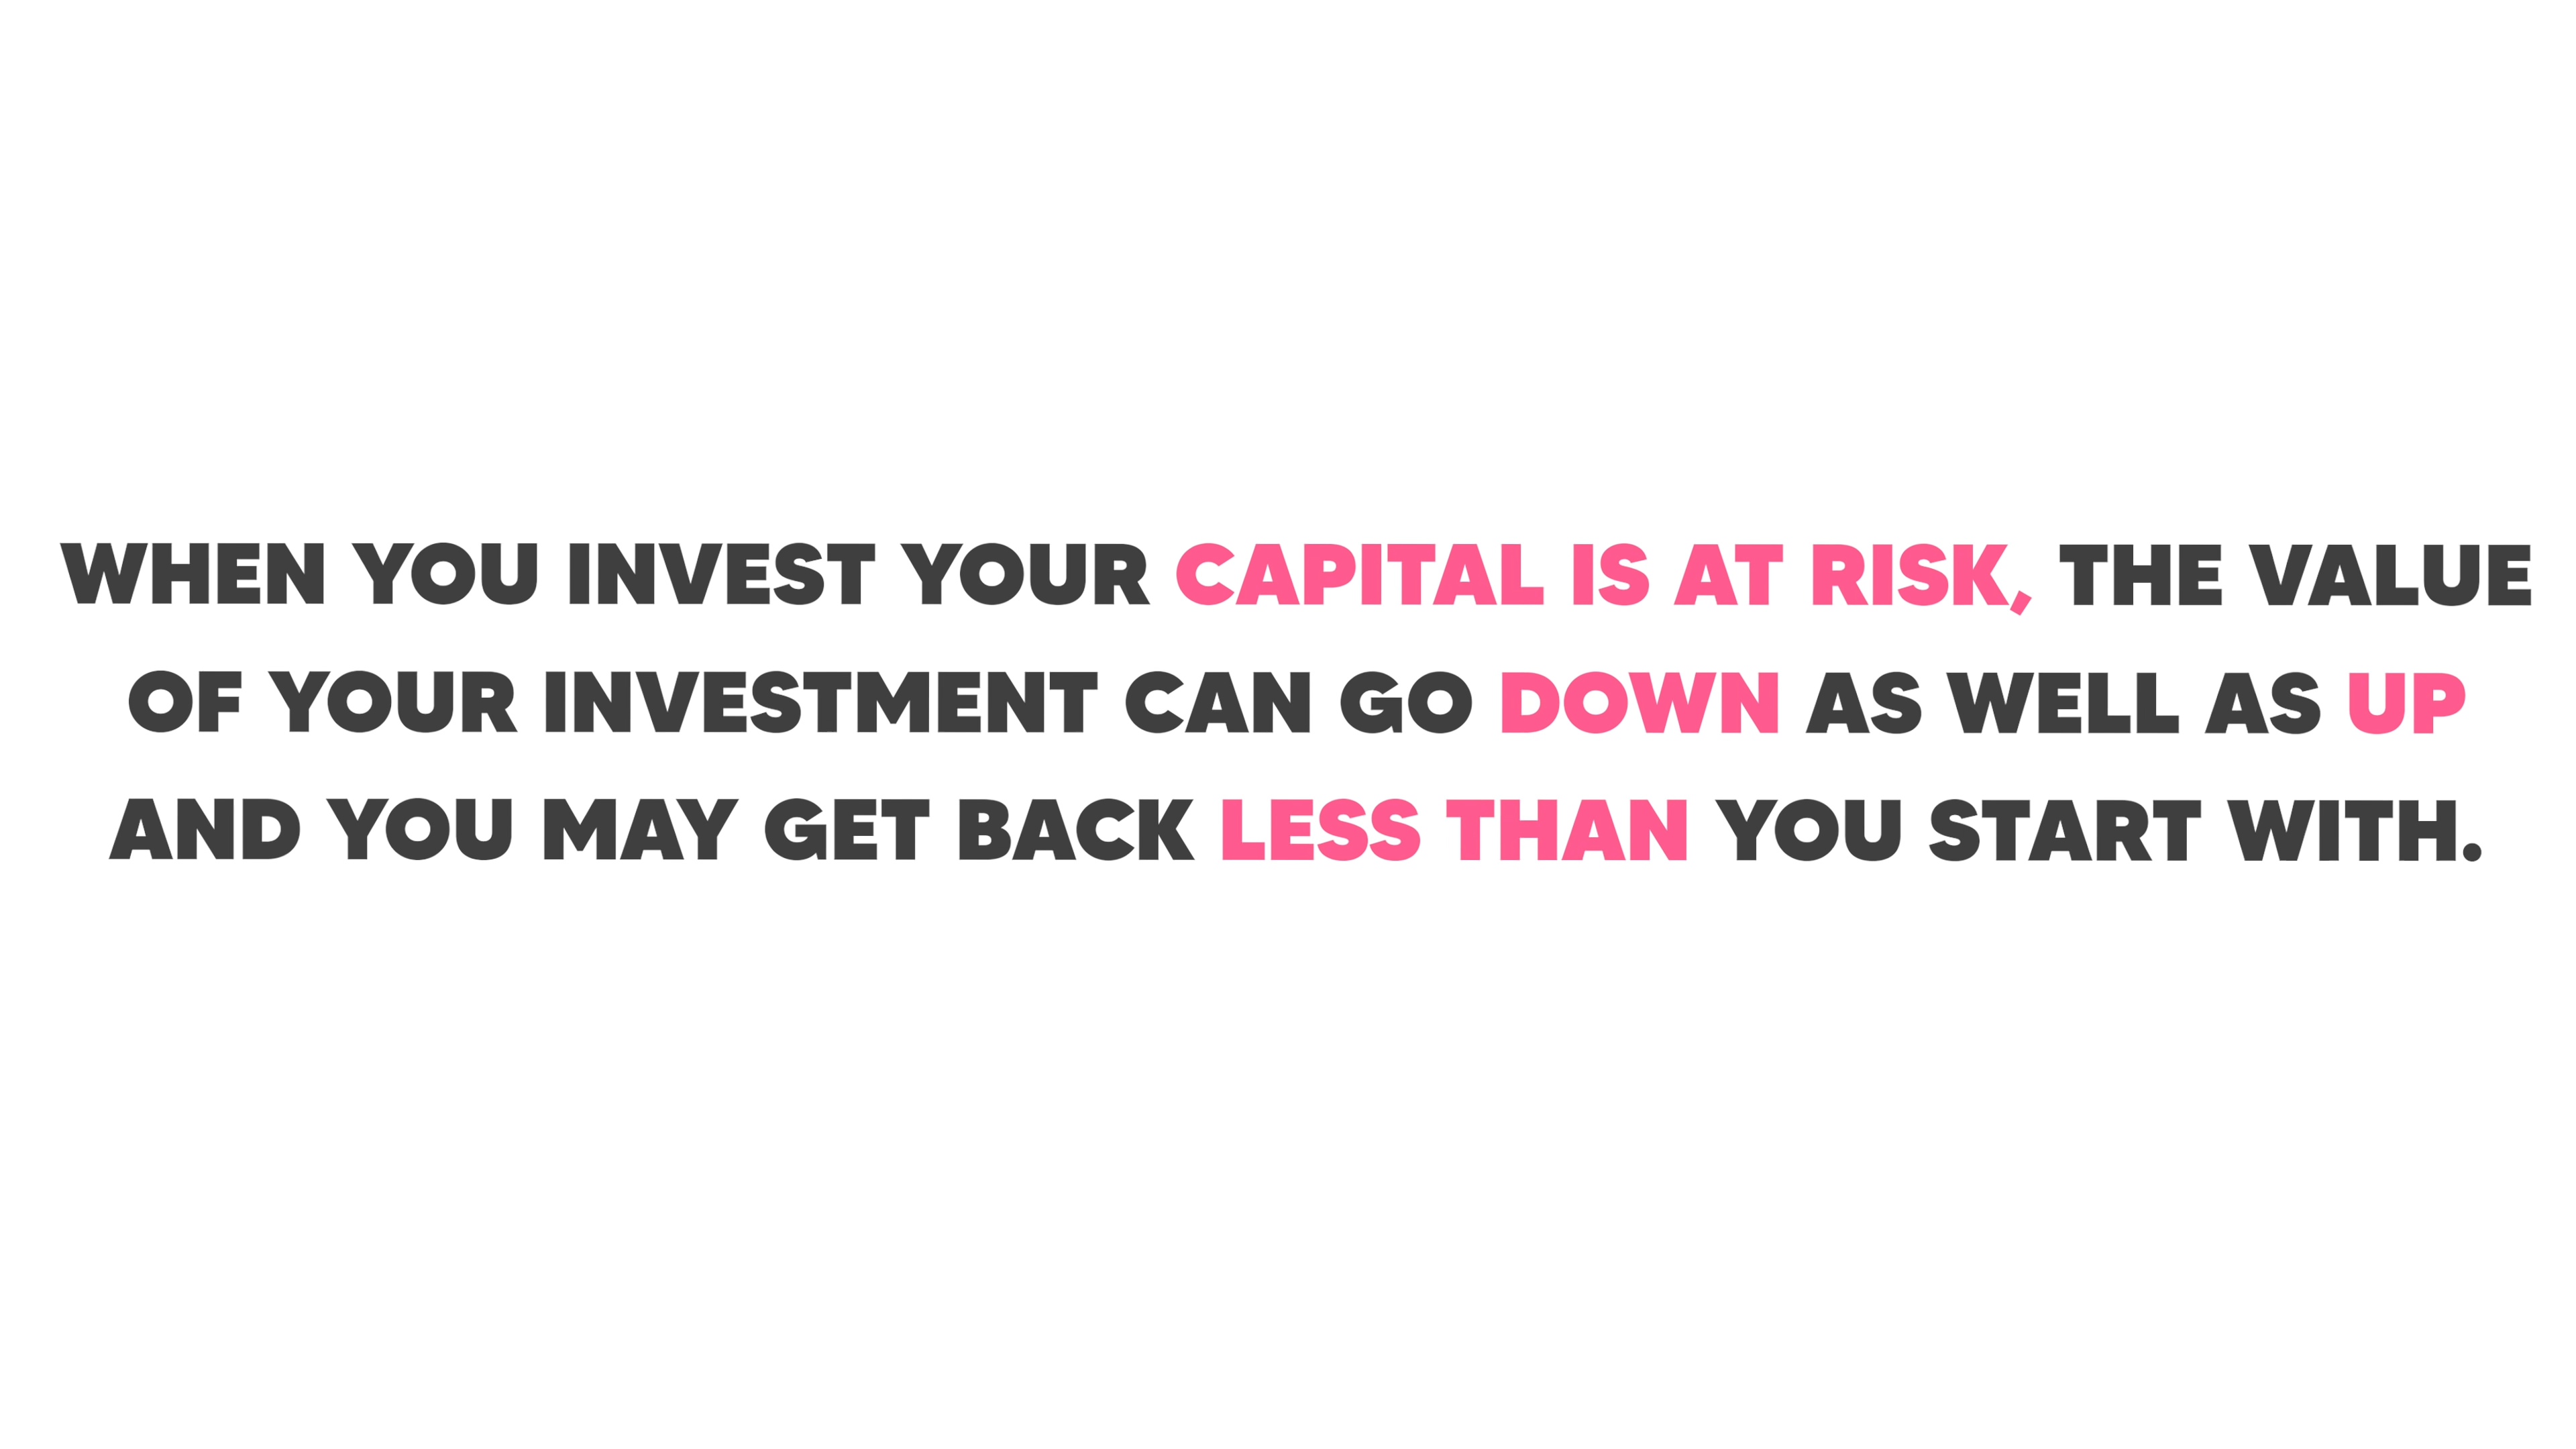 WHEN YOU INVEST YOUR CAPITAL IS AT RISK, THE VALUE
OF YOUR INVESTMENT CAN GO DOWN AS WELL AS UP
AND YOU MAY GET BACK LESS THAN YOU START WITH.